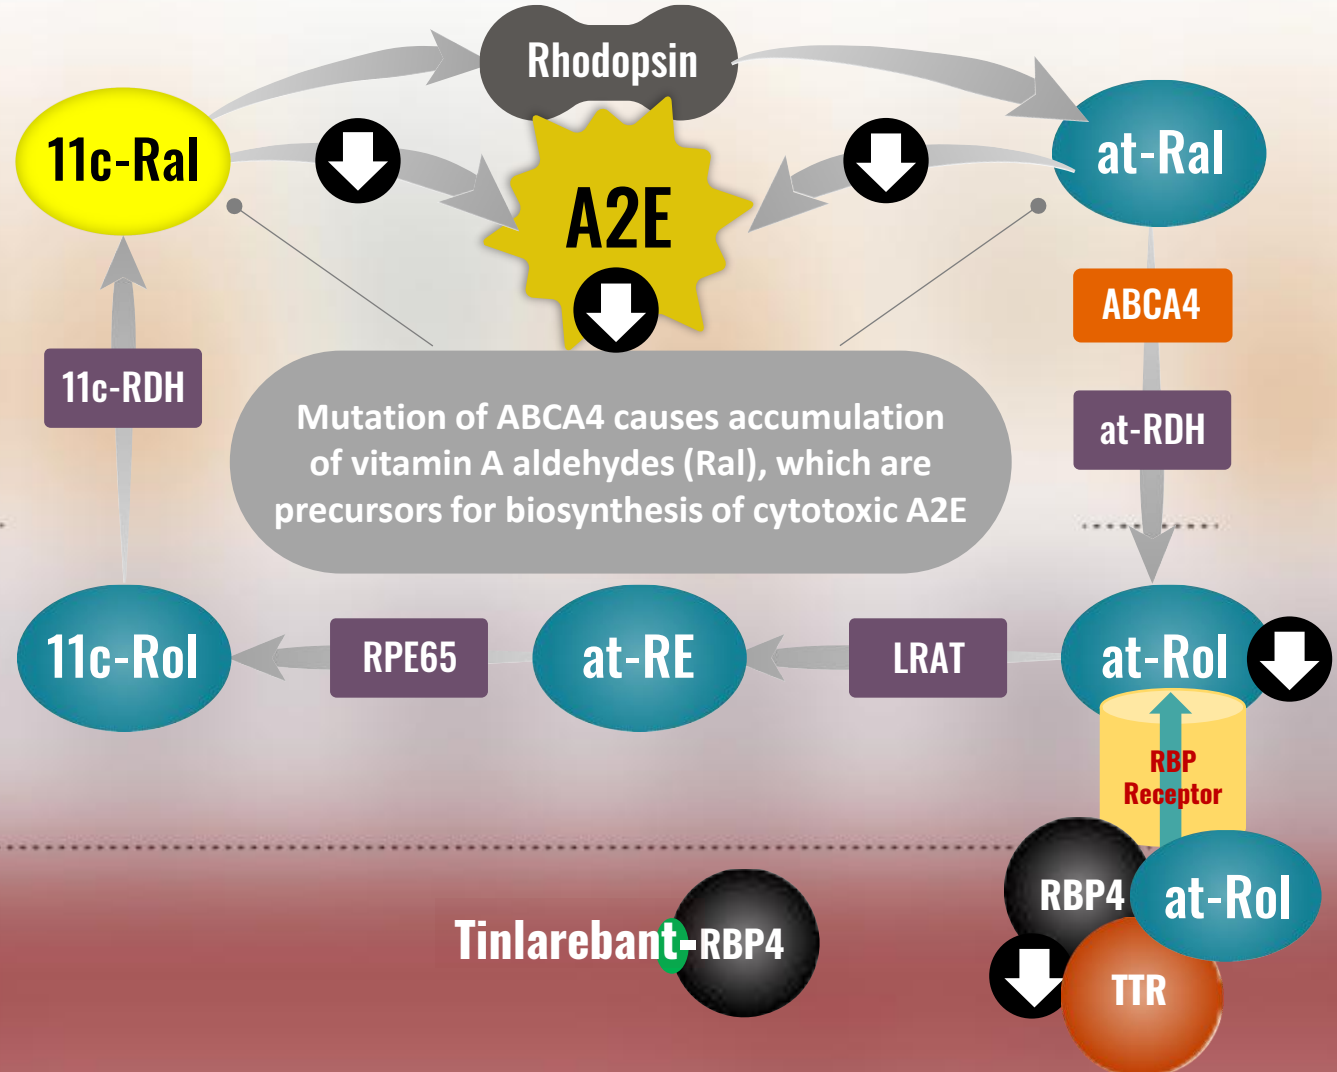 Rhodopsin
11c-Ral
at-Ral
A2E
ABCA4
11c-RDH
at-RDH
Mutation of ABCA4 causes accumulation
of vitamin A aldehydes (Ral), which are
precursors for biosynthesis of cytotoxic A2E
11c-Rol
RPE65
at-RE
LRAT
at-Rol
RBP
Receptor
RBP4
at-Rol
Tinlarebant-RBP4
TTR